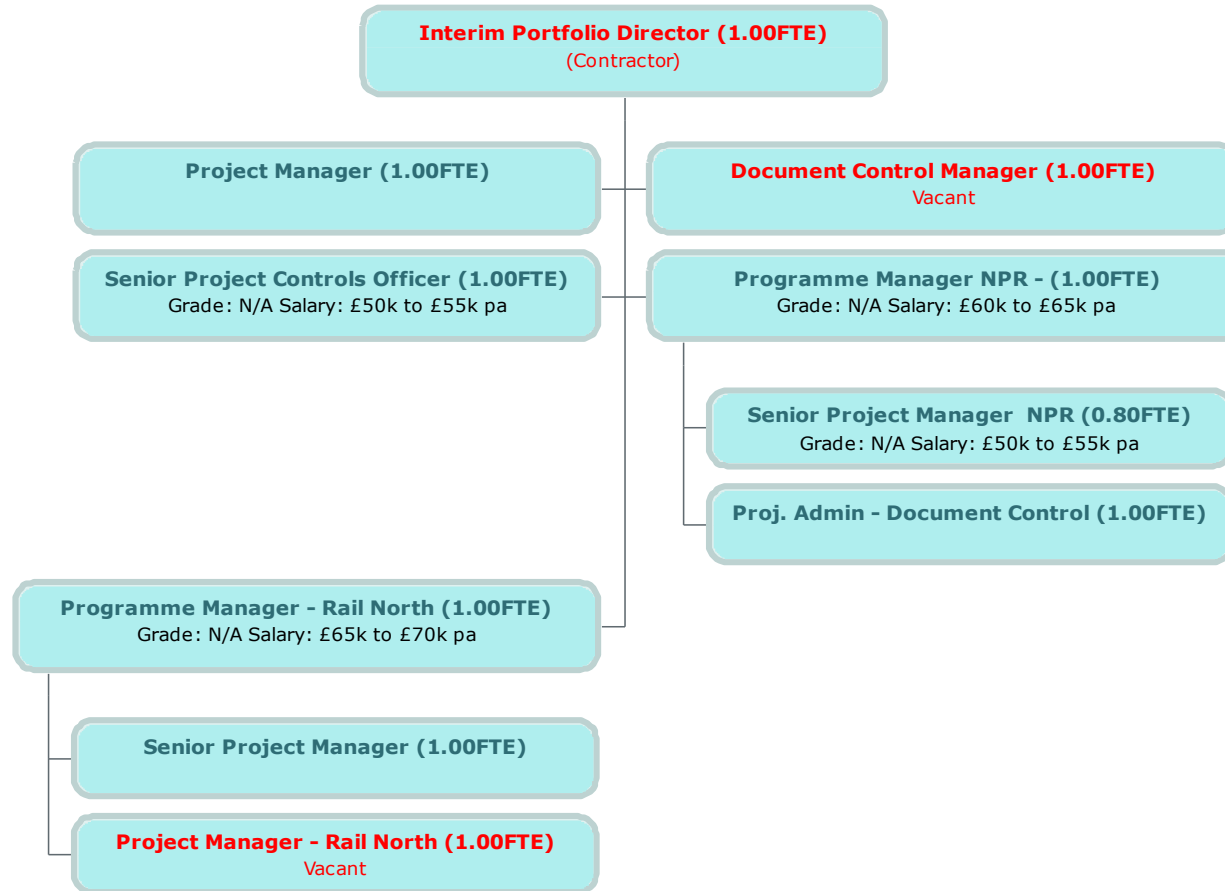 Interim Portfolio Director (1.00FTE)
(Contractor)
Project Manager (1.00FTE)
Document Control Manager (1.00FTE)
Vacant
Senior Project Controls Officer (1.00FTE)
Grade: N/A Salary: £50k to £55k pa
Programme Manager NPR - (1.00FTE)
Grade: N/A Salary: £60k to £65k pa
Senior Project Manager  NPR (0.80FTE)
Grade: N/A Salary: £50k to £55k pa
Proj. Admin - Document Control (1.00FTE)
Programme Manager - Rail North (1.00FTE)
Grade: N/A Salary: £65k to £70k pa
Senior Project Manager (1.00FTE)
Project Manager - Rail North (1.00FTE)
Vacant